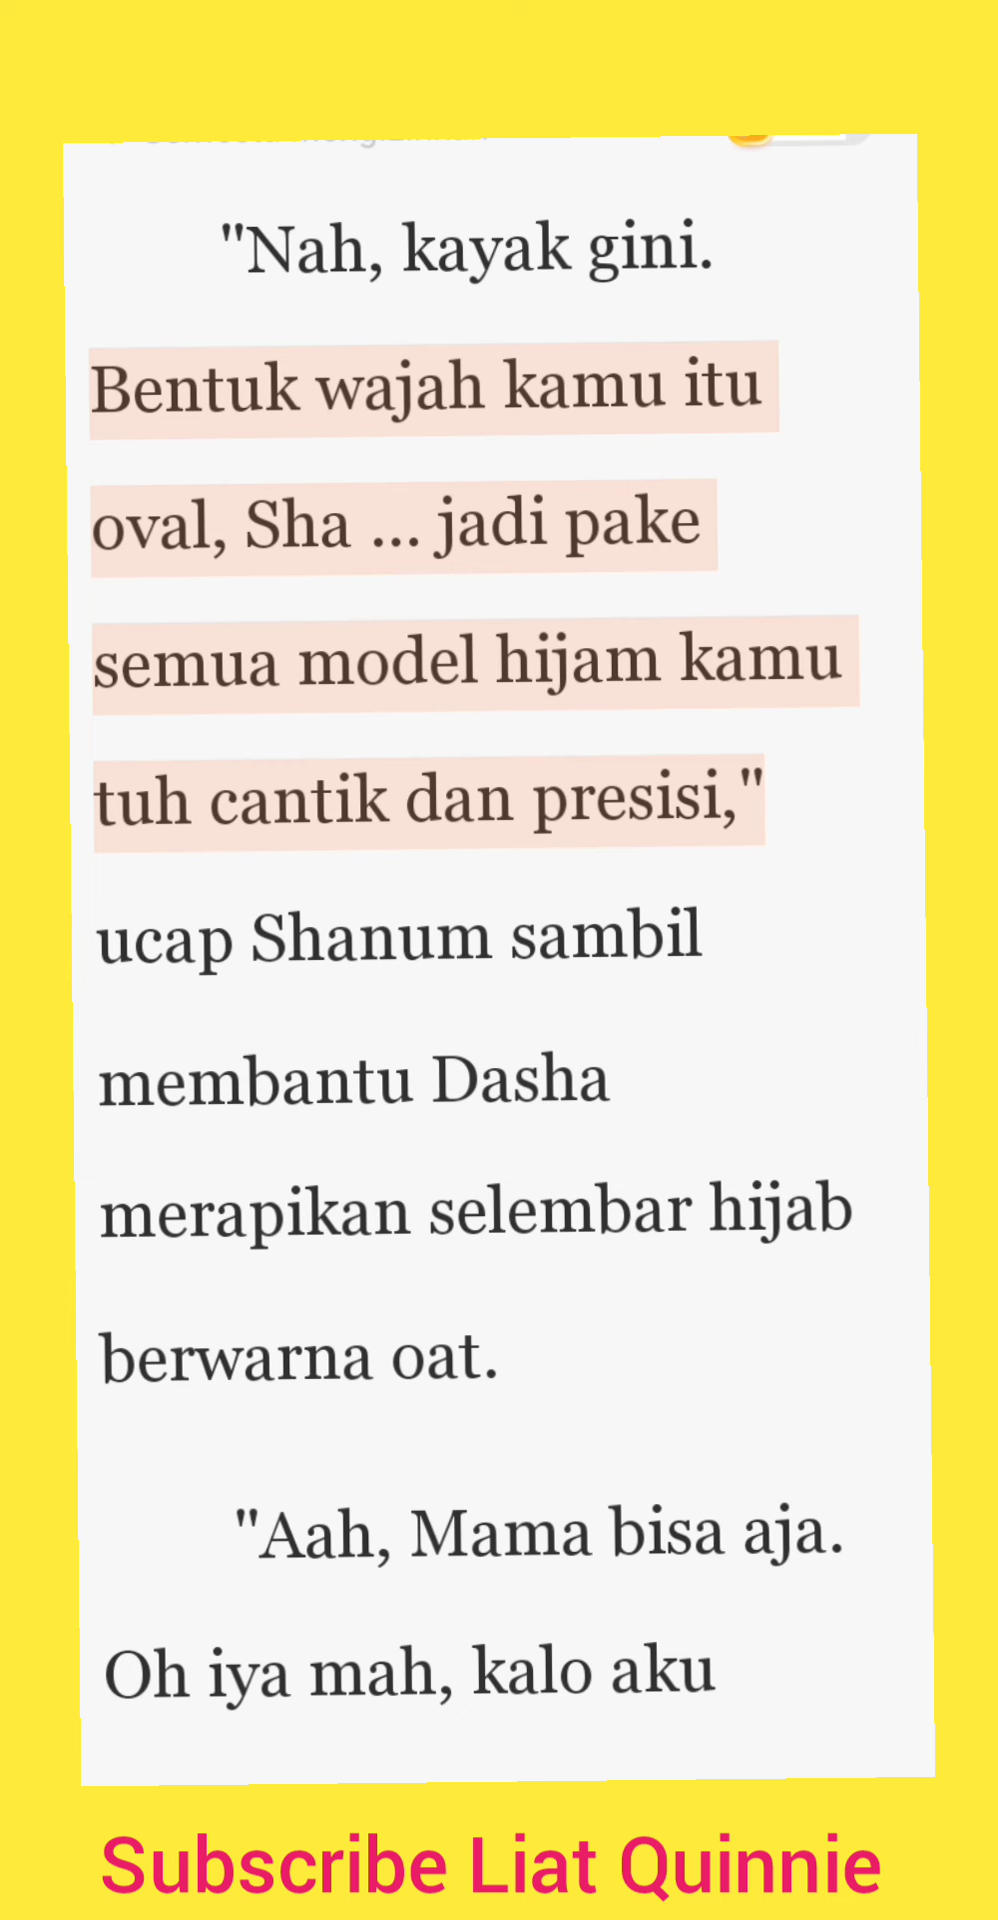 "Nah, kayak gini.
Bentuk wajah kamu itu
oval, Sha ... jadi pake
semua model hijam kamu
tuh cantik dan presisi,"
ucap Shanum sambil
membantu Dasha
merapikan selembar hijab
berwarna oat.
"Aah, Mama bisa aja.
Oh iya mah, kalo aku
Subscribe Liat Quinnie